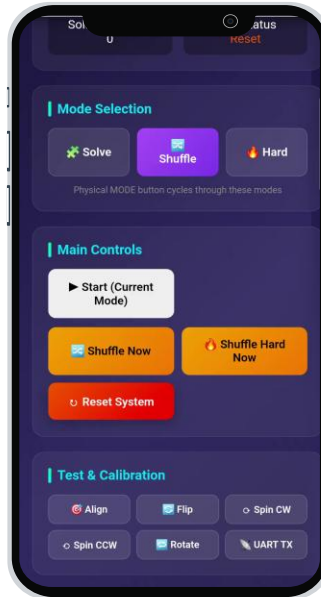 0
Reset
Mode Selection
🧩 Solve
🔀 Shuffle
🔥 Hard
Physical MODE button cycles through these modes
Main Controls
▶ Start (Current
Mode)
🔀 Shuffle Now
🔥 Shuffle Hard
Now
↻ Reset System
Test & Calibration
🎯 Align
🔄 Flip
⟳ Spin CW
⟲ Spin CCW
Rotate
UART TX